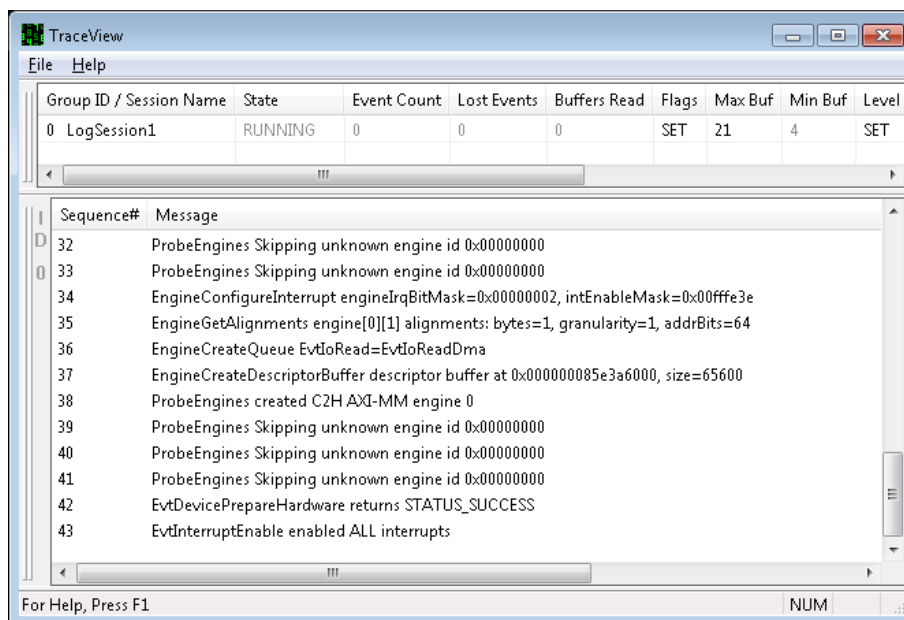 TraceView
File Help
Group ID / Session Name State Event Count Lost Events Buffers Read Flags Max Buf Min Buf Level
0 LogSession1 RUNNING 0 0 0 SET 21 4 SET
ID 0
Sequence# Message
32 ProbeEngines Skipping unknown engine id 0x00000000
33 ProbeEngines Skipping unknown engine id 0x00000000
34 EngineConfigureInterrupt engineIrqBitMask=0x00000002, intEnableMask=0x00fffe3e
35 EngineGetAlignments engine[0][1] alignments: bytes=1, granularity=1, addrBits=64
36 EngineCreateQueue EvtIoRead=EvtIoReadDma
37 EngineCreateDescriptorBuffer descriptor buffer at 0x000000085e3a6000, size=65600
38 ProbeEngines created C2H AXI-MM engine 0
39 ProbeEngines Skipping unknown engine id 0x00000000
40 ProbeEngines Skipping unknown engine id 0x00000000
41 ProbeEngines Skipping unknown engine id 0x00000000
42 EvtDevicePrepareHardware returns STATUS_SUCCESS
43 EvtInterruptEnable enabled ALL interrupts
For Help, Press F1 NUM